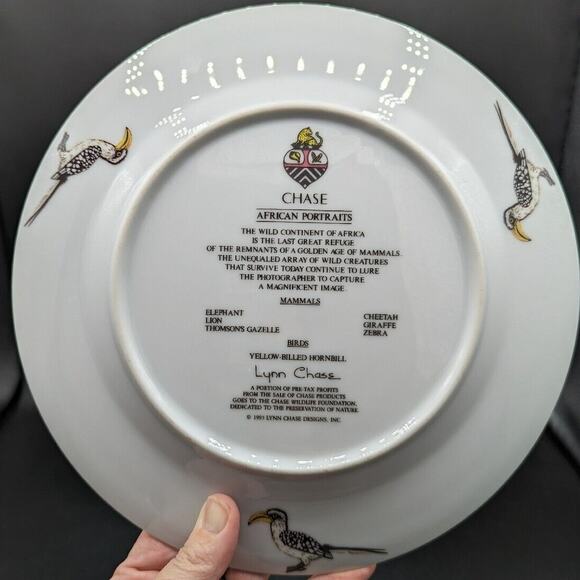 CHASE
AFRICAN PORTRAITS
THE WILD CONTINENT OF AFRICA
IS THE LAST GREAT REFUGE
OF THE REMNANTS OF A GOLDEN AGE OF MAMMALS.
THE UNEQUALED ARRAY OF WILD CREATURES
THAT SURVIVE TODAY CONTINUE TO LURE
THE PHOTOGRAPHER TO CAPTURE
A MAGNIFICENT IMAGE.
MAMMALS
ELEPHANT CHEETAH
LION GIRAFFE
THOMSON'S GAZELLE ZEBRA
BIRDS
YELLOW-BILLED HORNBILL
Lynn Chase
A PORTION OF PRE-TAX PROFITS
FROM THE SALE OF CHASE PRODUCTS
GOES TO THE CHASE WILDLIFE FOUNDATION,
DEDICATED TO THE PRESERVATION OF NATURE.
© 1993 LYNN CHASE DESIGNS, INC.